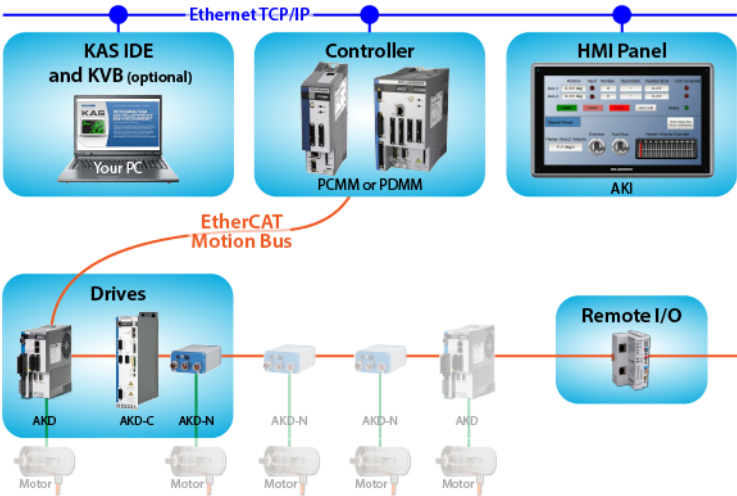 Ethernet TCP/IP
KAS IDE
and KVB (optional)
KAS
Your PC
Controller
PCMM or PDMM
HMI Panel
AKI
EtherCAT
Motion Bus
Drives
Remote I/O
AKD
AKD-C
AKD-N
AKD-N
AKD-N
AKD
Motor
Motor
Motor
Motor
Motor